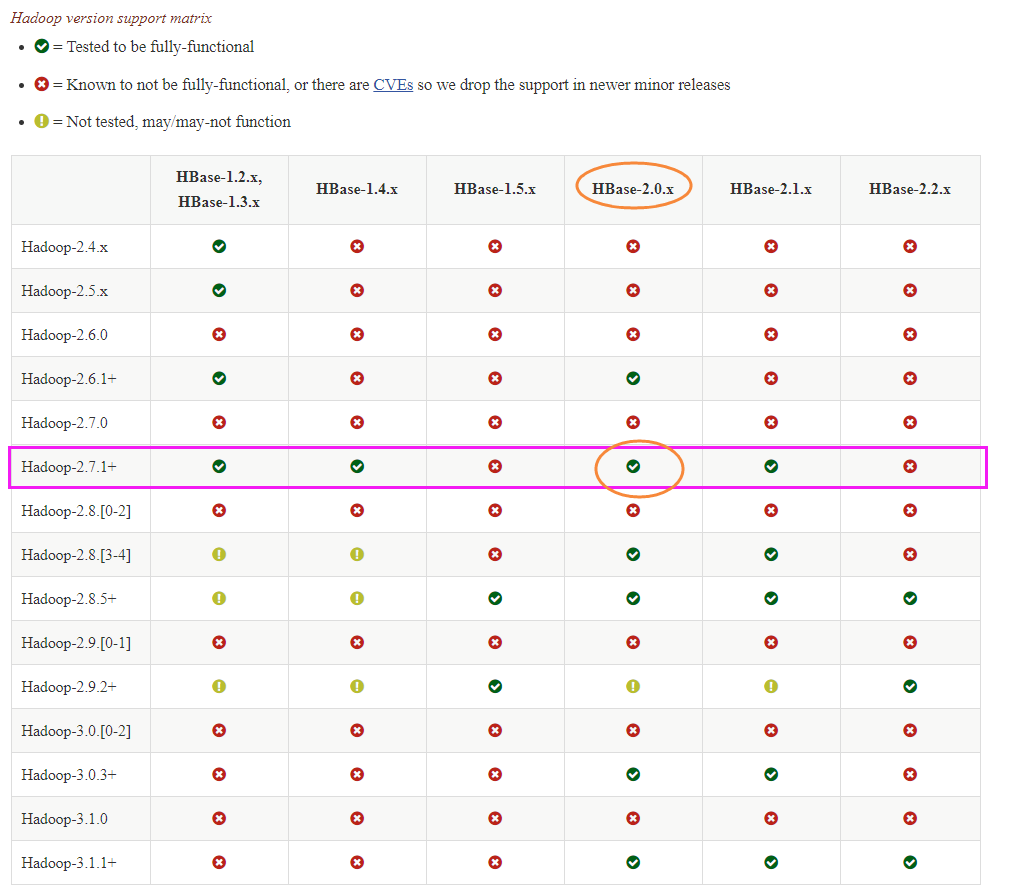 Hadoop version support matrix
= Tested to be fully-functional
= Known to not be fully-functional, or there are CVEs so we drop the support in newer minor releases
= Not tested, may/may-not function
HBase-1.2.x,
HBase-1.3.x
HBase-1.4.x
HBase-1.5.x
HBase-2.0.x
HBase-2.1.x
HBase-2.2.x
Hadoop-2.4.x
Hadoop-2.5.x
Hadoop-2.6.0
Hadoop-2.6.1+
Hadoop-2.7.0
Hadoop-2.7.1+
Hadoop-2.8.[0-2]
Hadoop-2.8.[3-4]
Hadoop-2.8.5+
Hadoop-2.9.[0-1]
Hadoop-2.9.2+
Hadoop-3.0.[0-2]
Hadoop-3.0.3+
Hadoop-3.1.0
Hadoop-3.1.1+